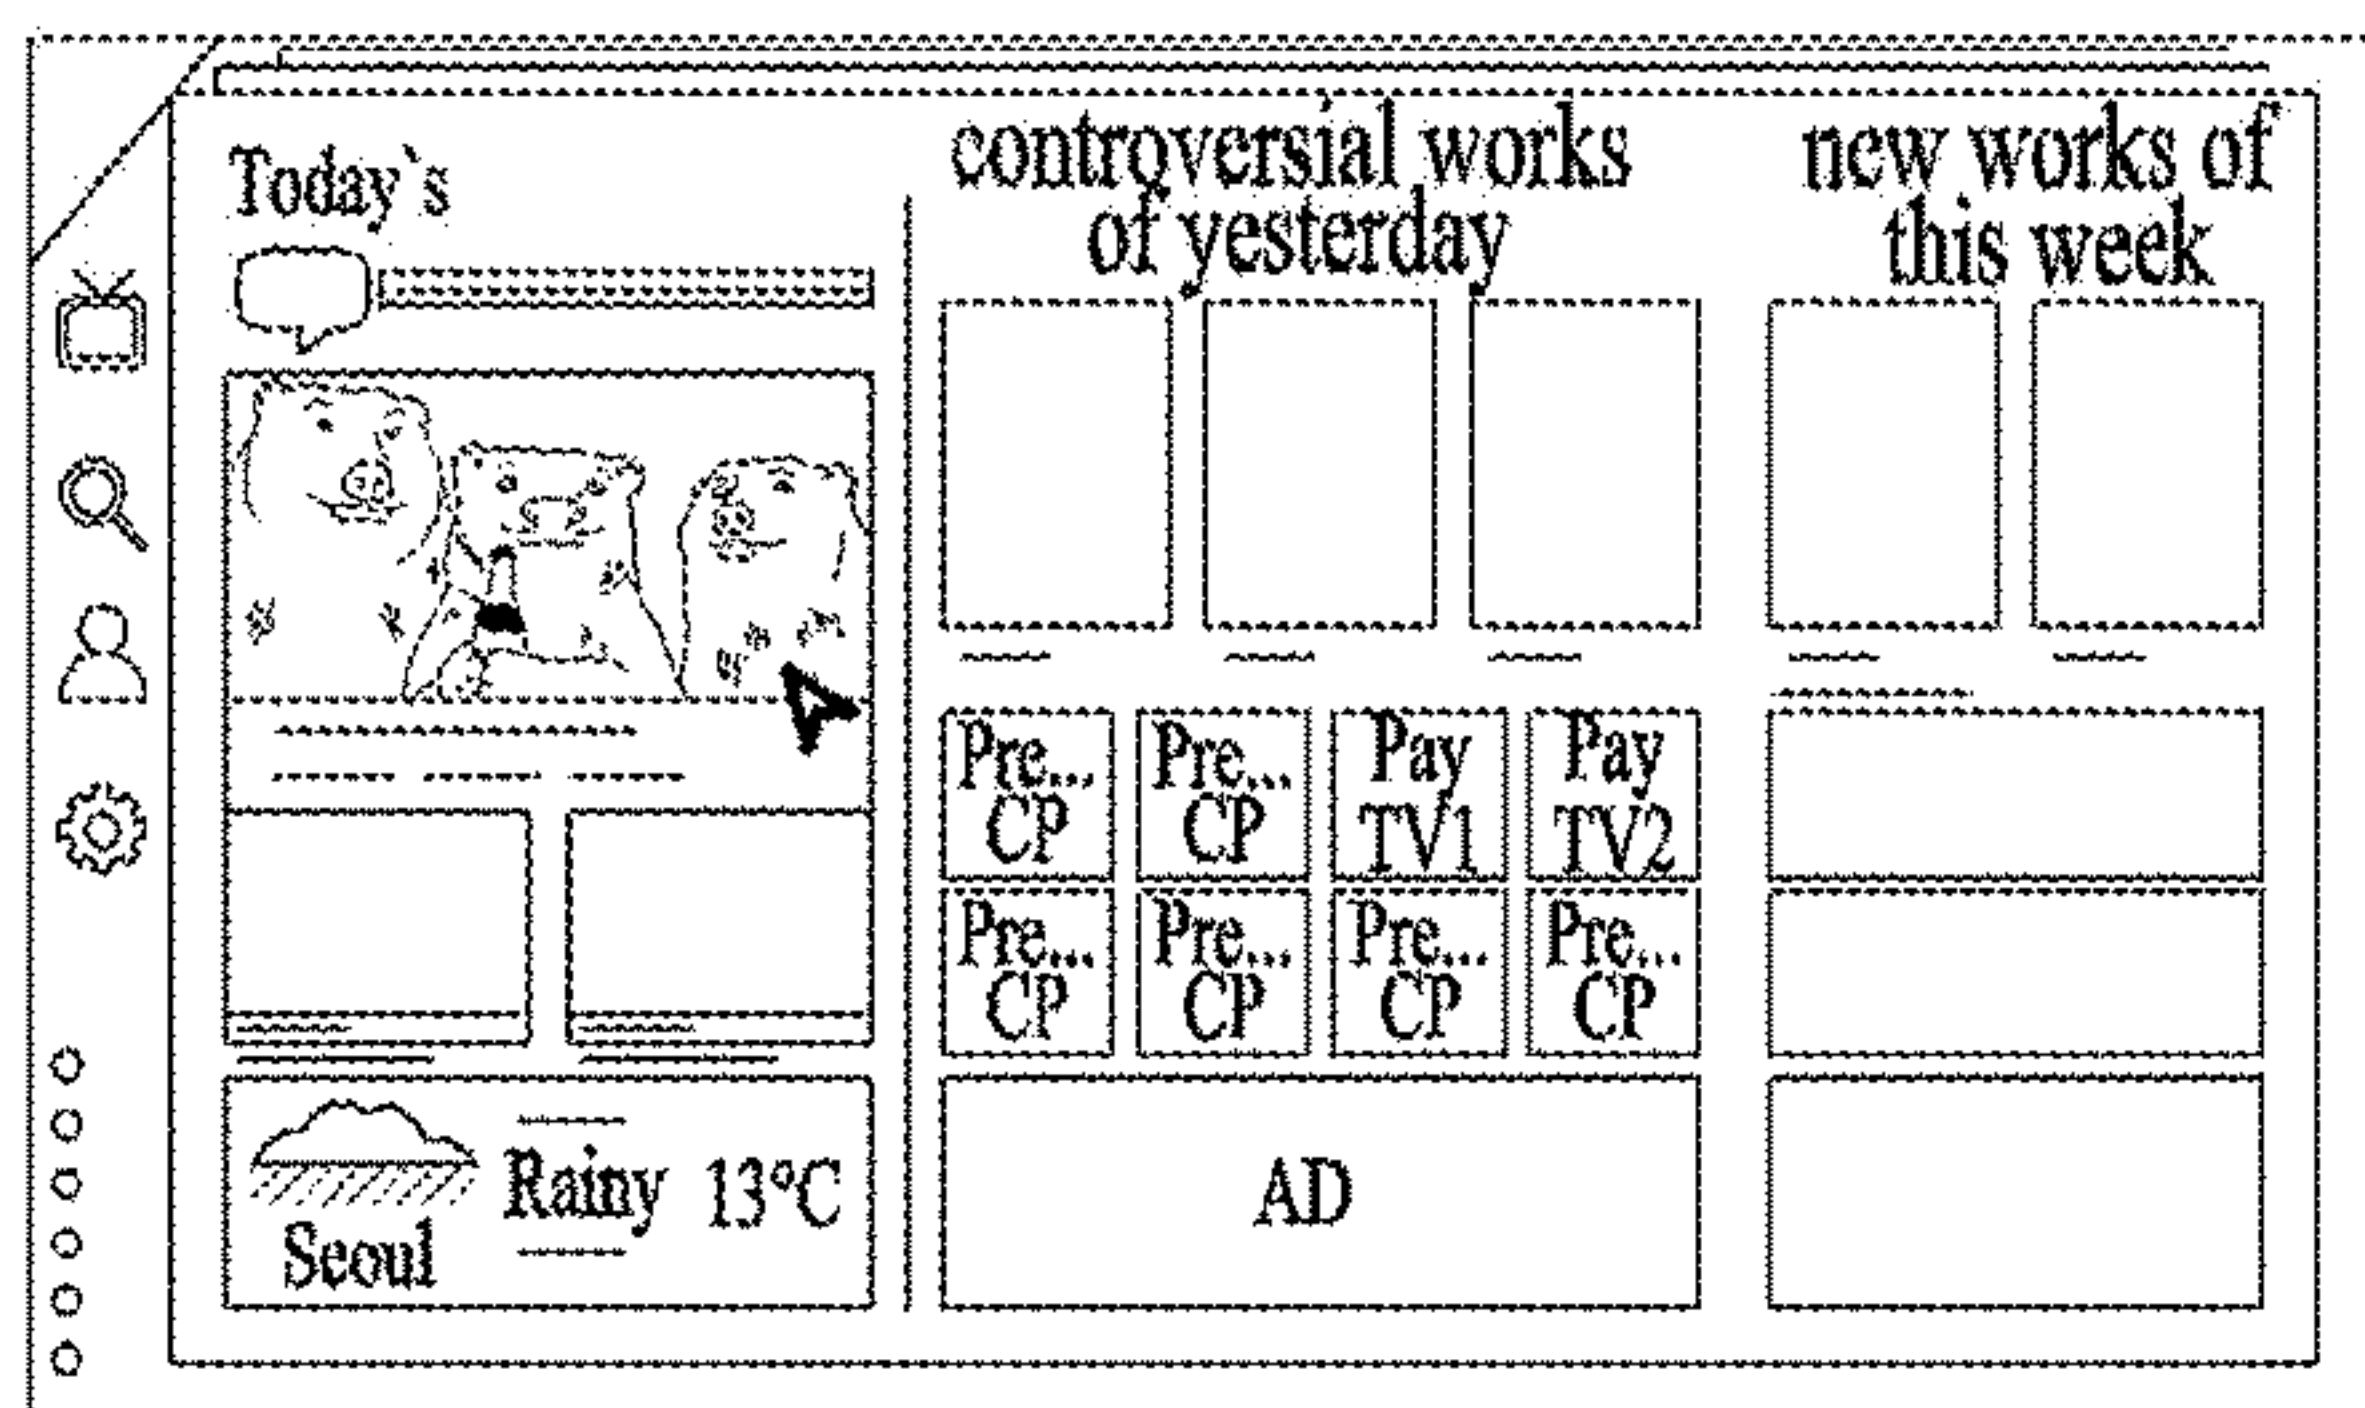 Today`s
controversial works
of yesterday
new works of
this week
Pre...
CP
Pre...
CP
Pay
TV1
Pay
TV2
Pre...
CP
Pre...
CP
Pre...
CP
Pre...
CP
Rainy 13°C
Seoul
AD